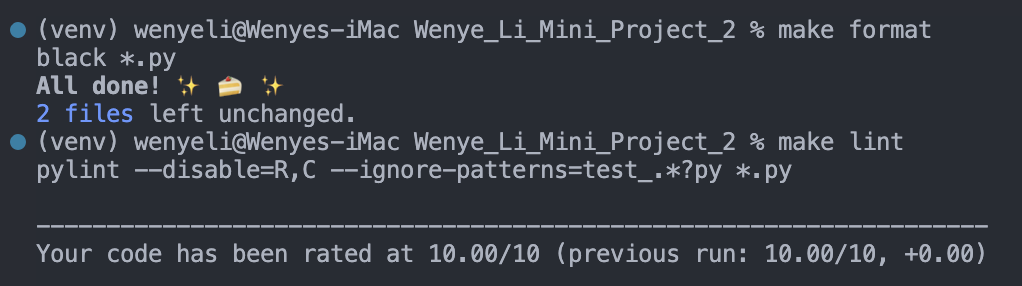 (venv) wenyeli@Wenyes-iMac Wenye_Li_Mini_Project_2 % make format
black *.py
All done! ✨ 🍰 ✨
2 files left unchanged.
(venv) wenyeli@Wenyes-iMac Wenye_Li_Mini_Project_2 % make lint
pylint --disable=R,C --ignore-patterns=test_.*?py *.py
--------------------------------------------------------------------
Your code has been rated at 10.00/10 (previous run: 10.00/10, +0.00)